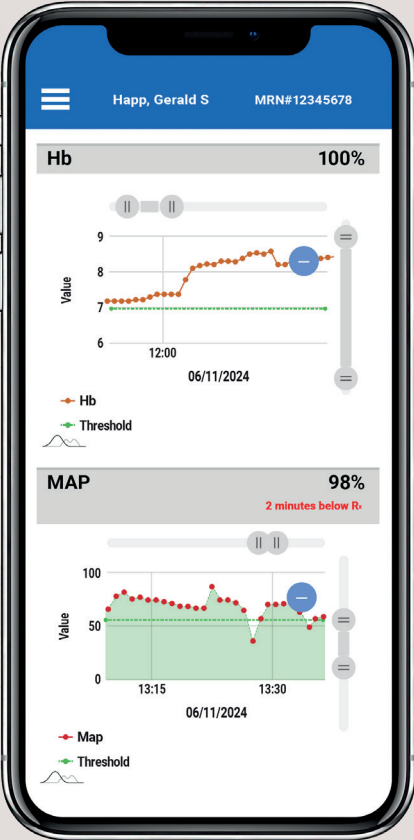 Happ, Gerald S MRN#12345678
Hb 100%
9
8
7
6
Value
12:00
06/11/2024
Hb
Threshold
MAP 98%
2 minutes below
100
50
0
Value
13:15 13:30
06/11/2024
Map
Threshold